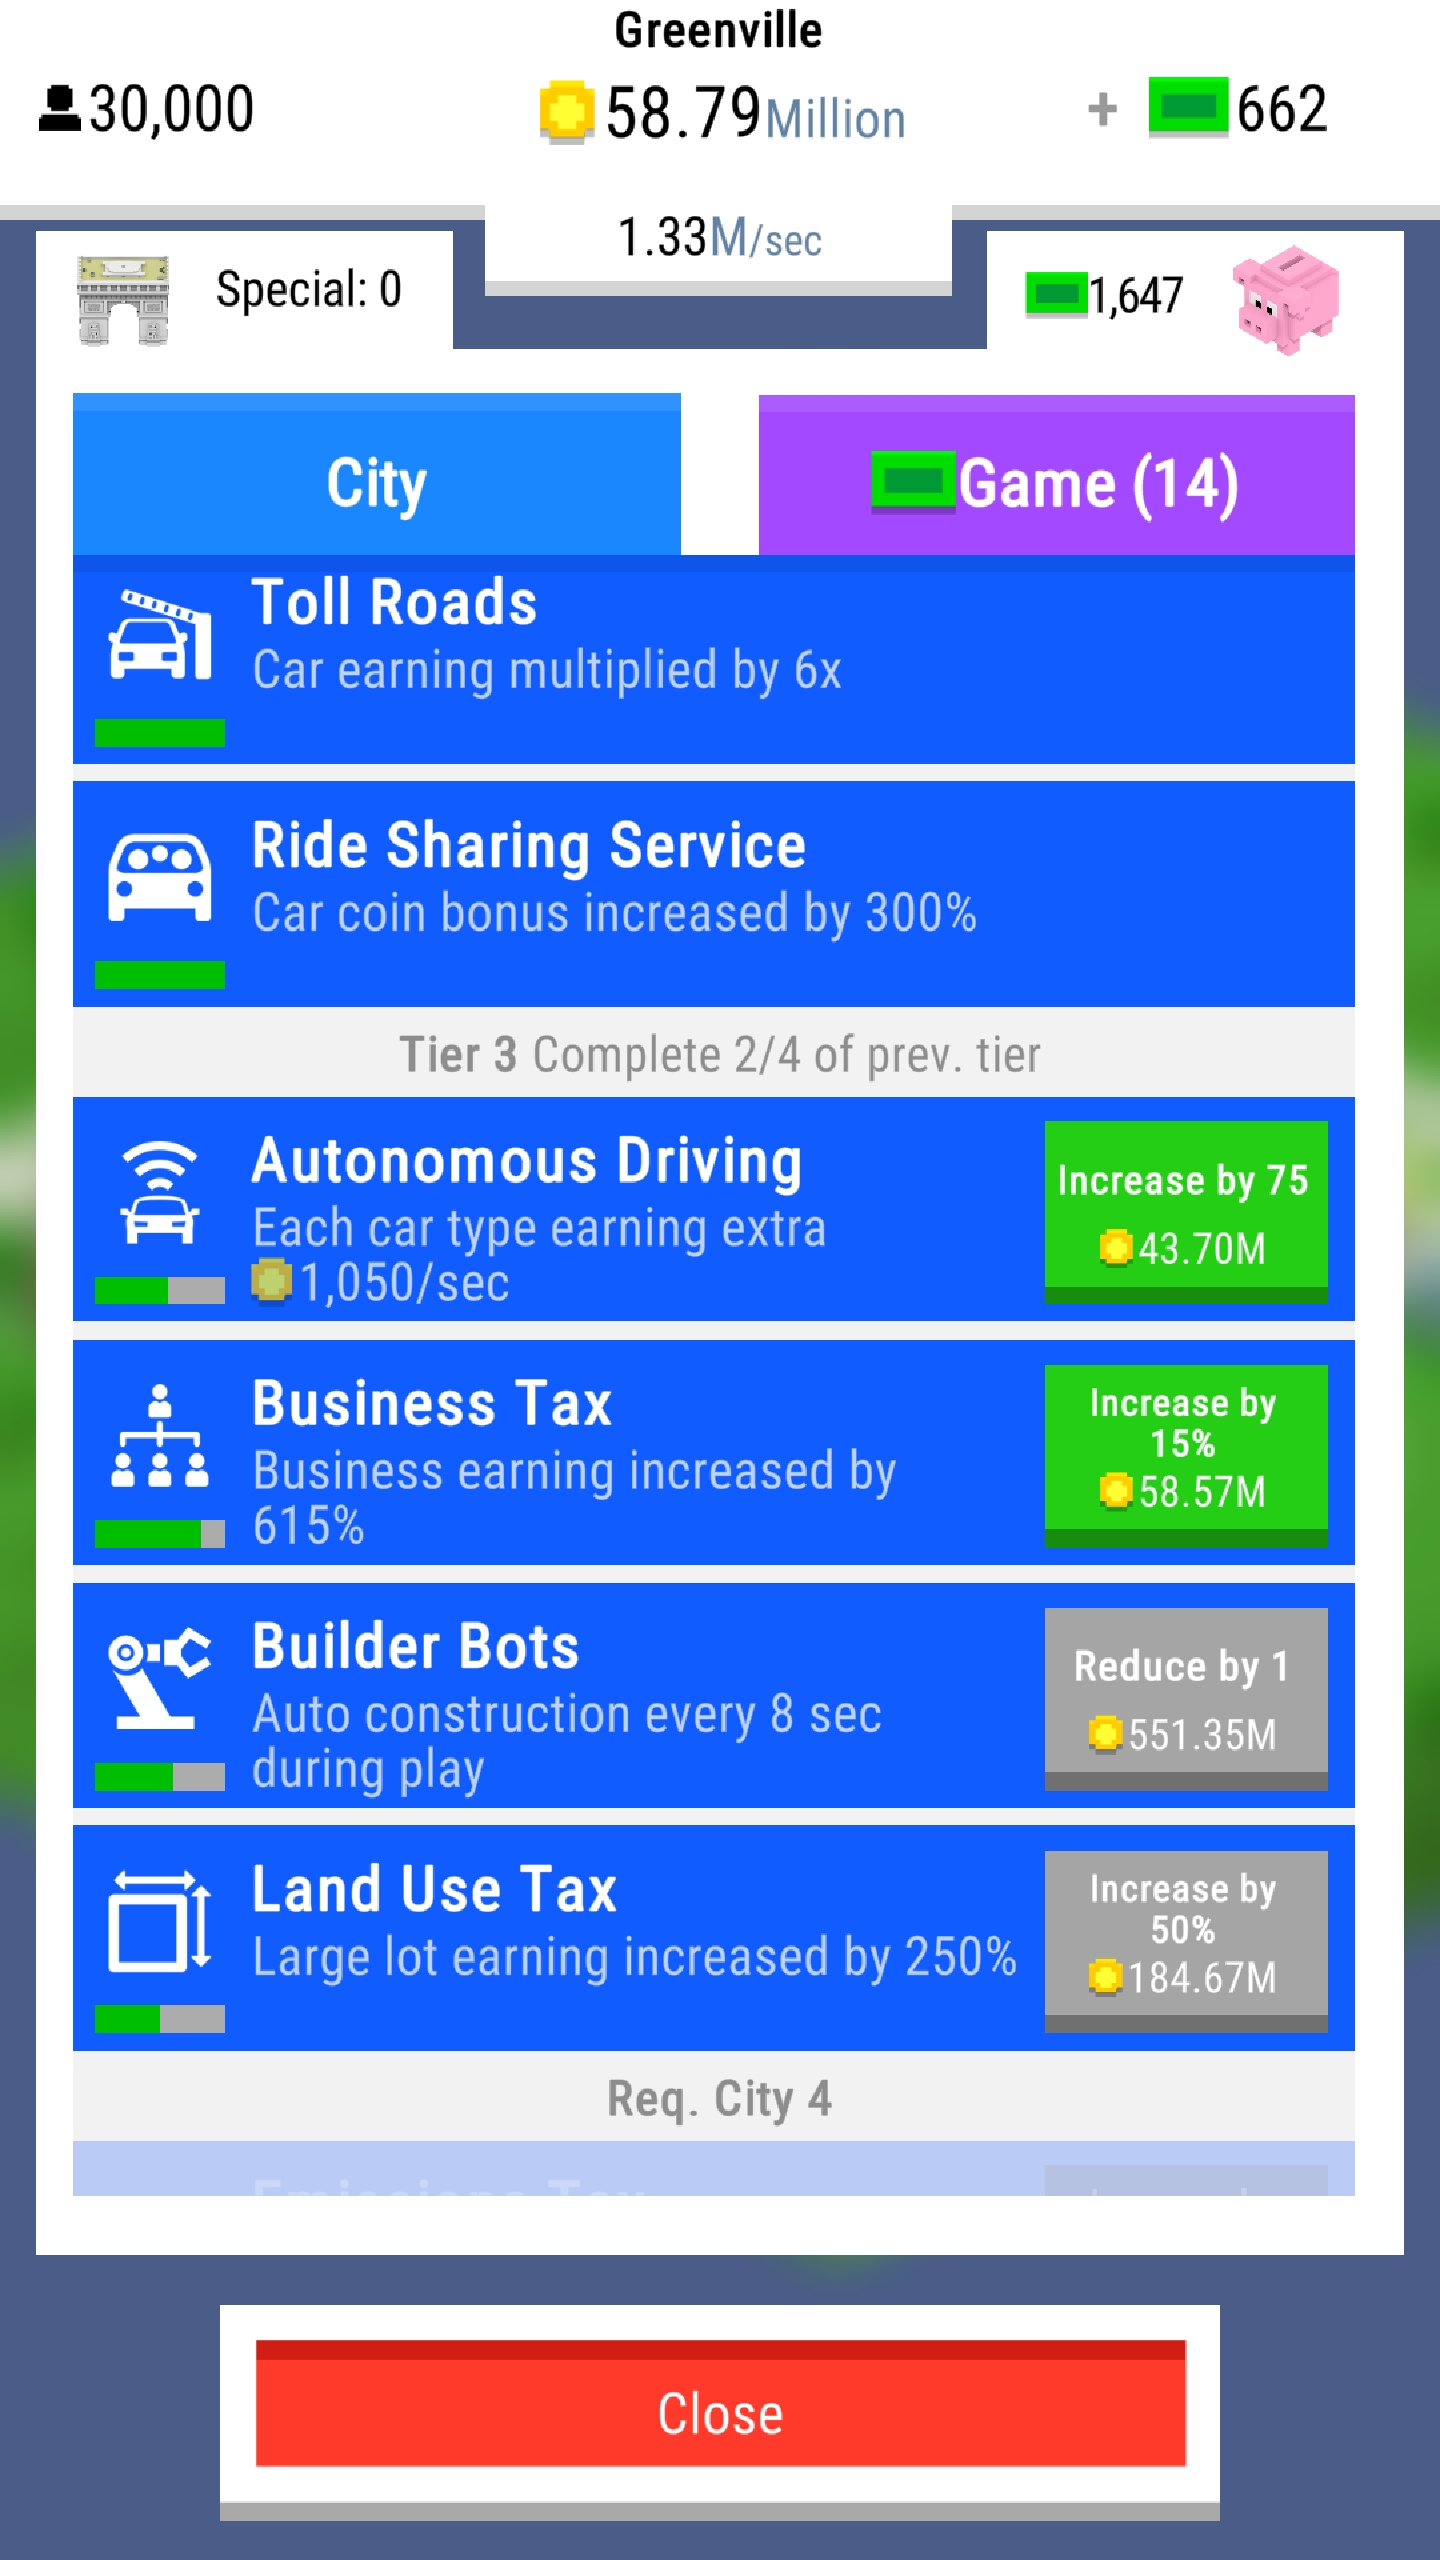 Greenville
30,000
58.79Million
+ 662
1.33M/sec
Special: 0
1,647
City
Game (14)
Toll Roads
Car earning multiplied by 6x
Ride Sharing Service
Car coin bonus increased by 300%
Tier 3 Complete 2/4 of prev. tier
Autonomous Driving
Each car type earning extra
1,050/sec
Increase by 75
43.70M
Business Tax
Business earning increased by
615%
Increase by
15%
58.57M
Builder Bots
Auto construction every 8 sec
during play
Reduce by 1
551.35M
Land Use Tax
Large lot earning increased by 250%
Increase by
50%
184.67M
Req. City 4
Emissions Tax
Close